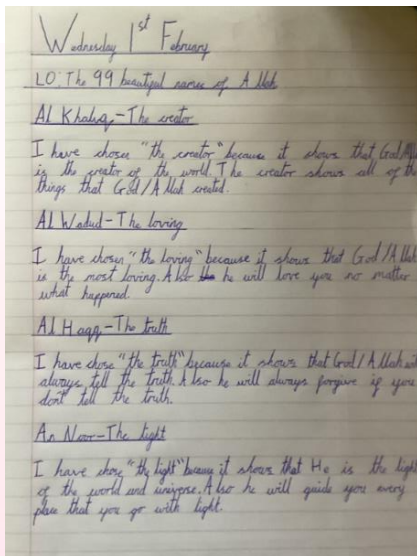 Wednesday 1st February
LO: The 99 beautiful names of Allah
Al Khaliq - The creator
I have chosen "the creator" because it shows that God/Allah
is the creator of the world. The creator shows all of the
things that God/Allah created.
Al Wadud - The loving
I have chosen "the loving" because it shows that God/Allah
is the most loving. Also he will love you no matter
what happened.
Al Haqq - The truth
I have chose "the truth" because it shows that God/Allah will
always tell the truth. Also he will always forgive if you
don't tell the truth.
An Noor - The light
I have chose "the light" because it shows that He is the light
of the world and universe. Also he will guide you every
place that you go with light.